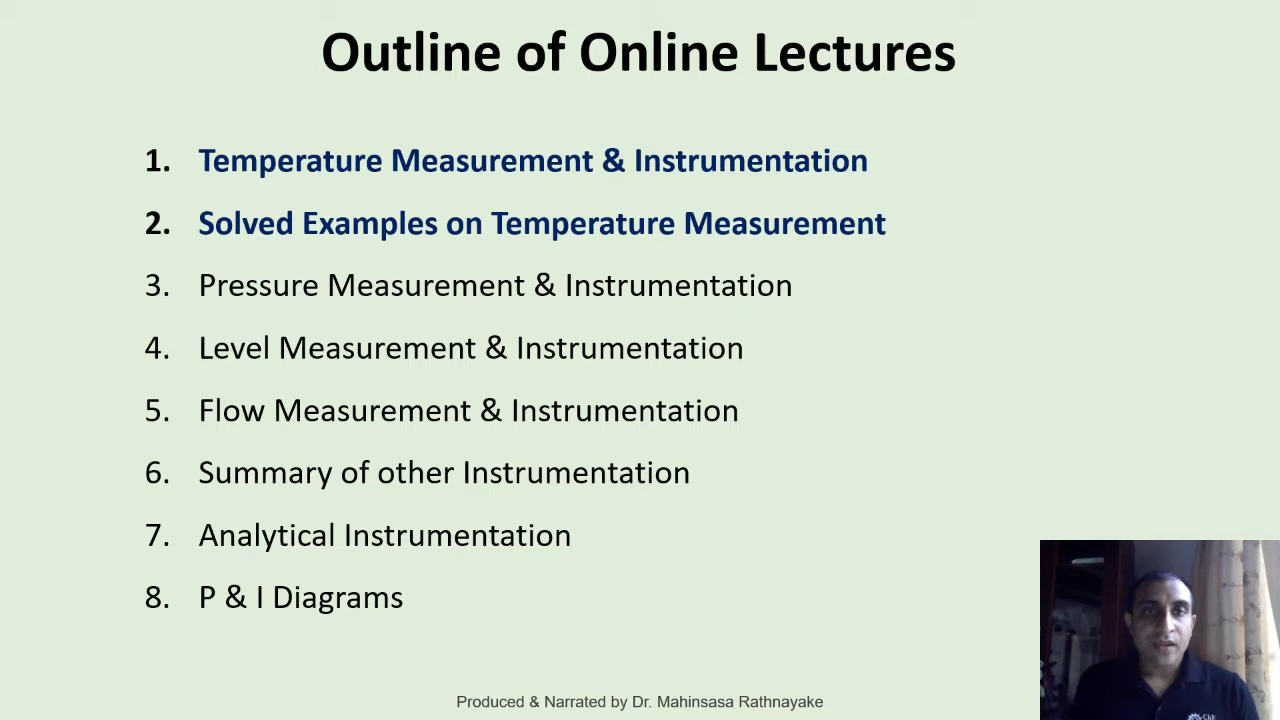 Outline of Online Lectures
1. Temperature Measurement & Instrumentation
2. Solved Examples on Temperature Measurement
3. Pressure Measurement & Instrumentation
4. Level Measurement & Instrumentation
5. Flow Measurement & Instrumentation
6. Summary of other Instrumentation
7. Analytical Instrumentation
8. P & I Diagrams
Produced & Narrated by Dr. Mahinsasa Rathnayake